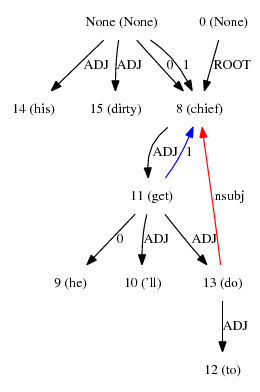 None (None) 0 (None)
ADJ ADJ 0 1 ROOT
14 (his) 15 (dirty) 8 (chief)
ADJ 1
11 (get) nsubj
0 ADJ ADJ
9 (he) 10 ('ll) 13 (do)
ADJ
12 (to)